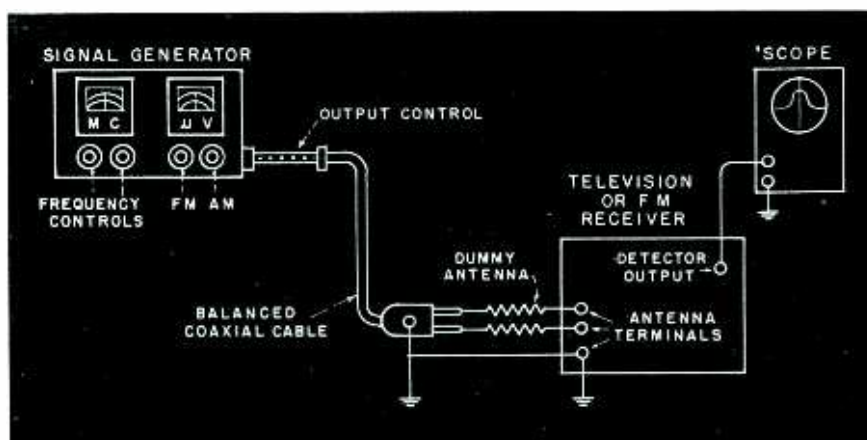 SIGNAL GENERATOR
'SCOPE
M C
μ V
OUTPUT CONTROL
FREQUENCY
CONTROLS
FM AM
TELEVISION
OR FM
RECEIVER
DUMMY
ANTENNA
DETECTOR
OUTPUT
BALANCED
COAXIAL CABLE
ANTENNA
TERMINALS